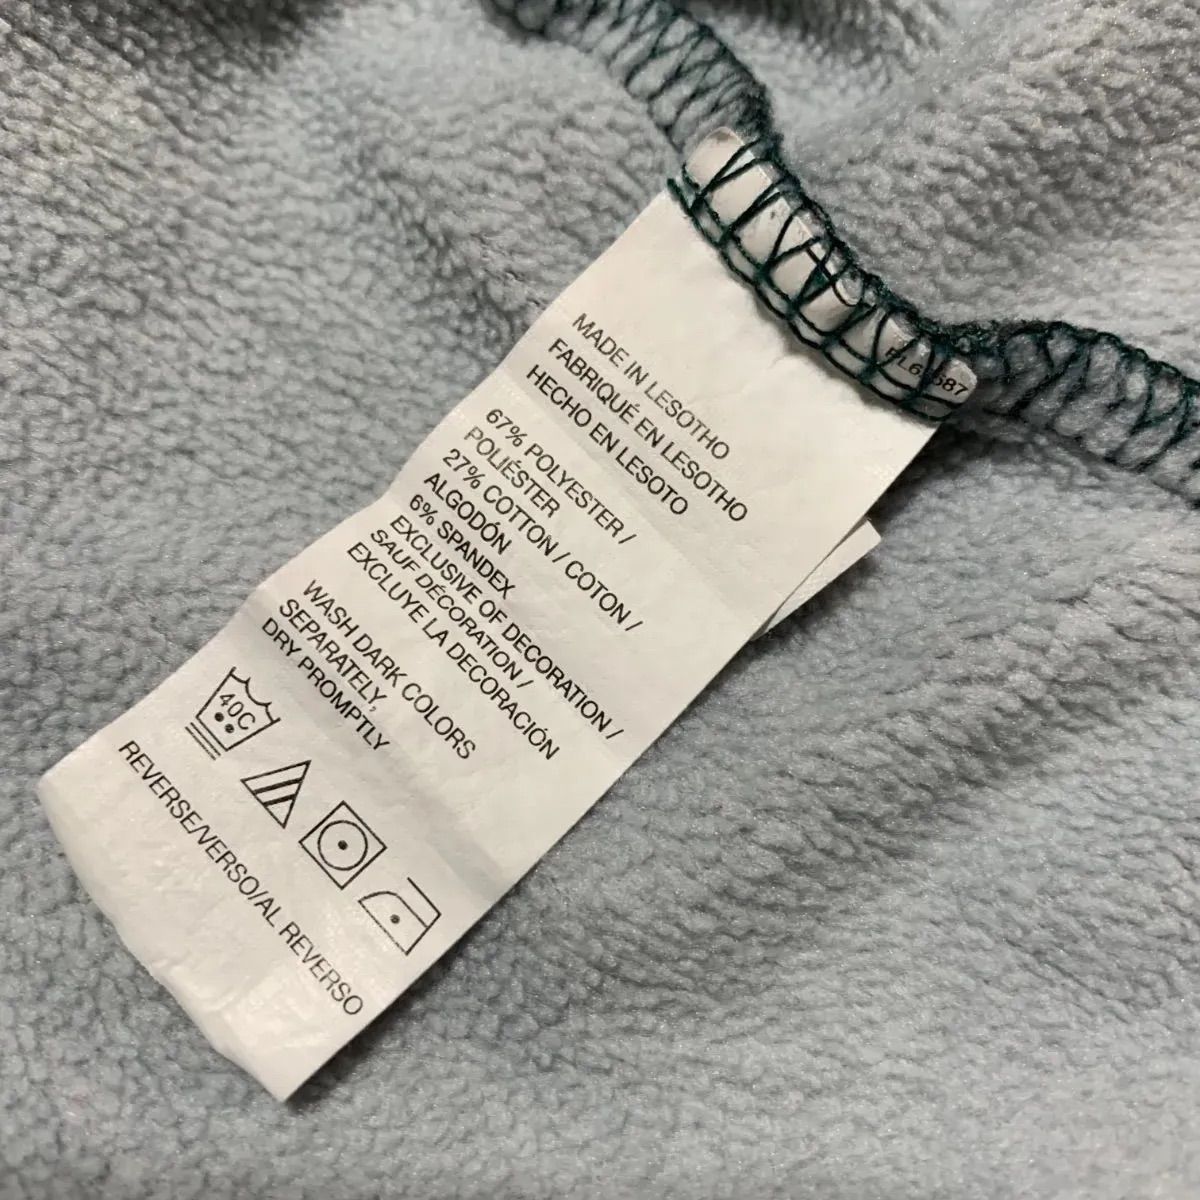 MADE IN LESOTHO
FABRIQUÉ EN LESOTHO
HECHO EN LESOTO
67% POLYESTER /
POLIÉSTER
27% COTTON / COTON /
ALGODÓN
6% SPANDEX
EXCLUSIVE OF DECORATION /
SAUF DÉCORATION /
EXCLUYE LA DECORACIÓN
WASH DARK COLORS
SEPARATELY,
DRY PROMPTLY
40C
REVERSE/VERSO/AL REVERSO